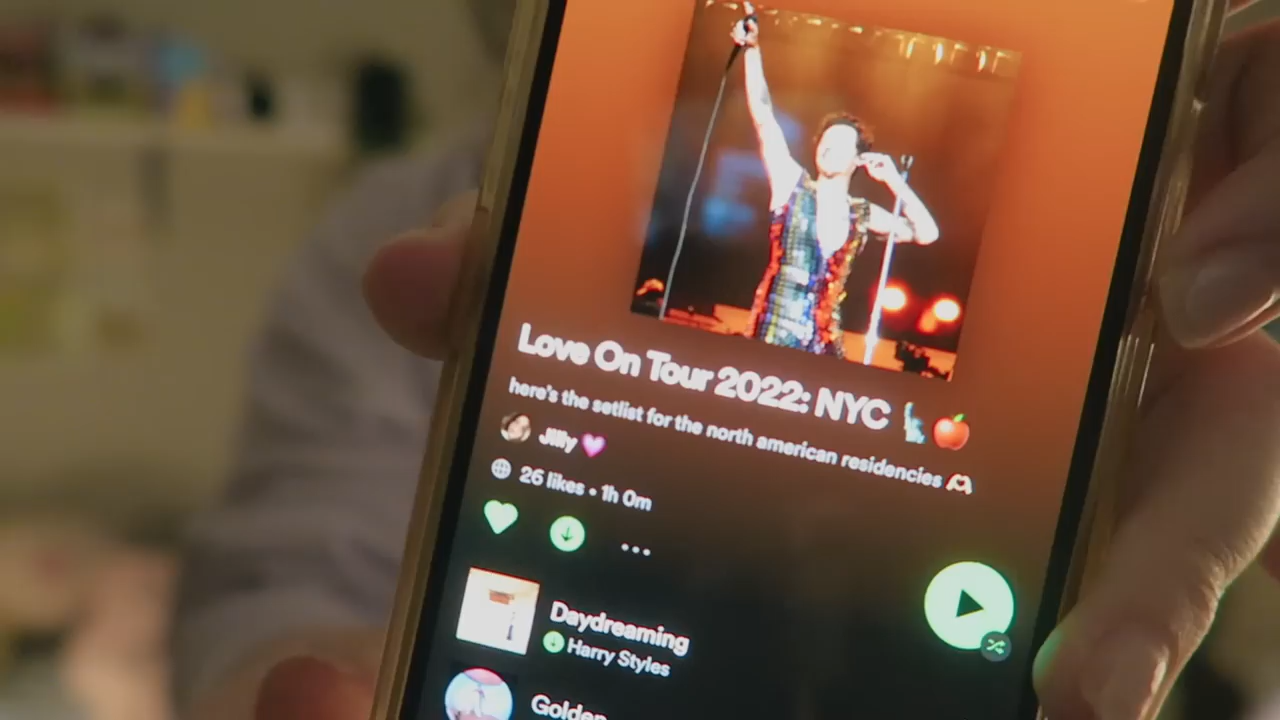 Love On Tour 2022: NYC 🗽🍎
here's the setlist for the north american residencies 🫶
Jilly 💗
26 likes • 1h 0m
Daydreaming
Harry Styles
Golden